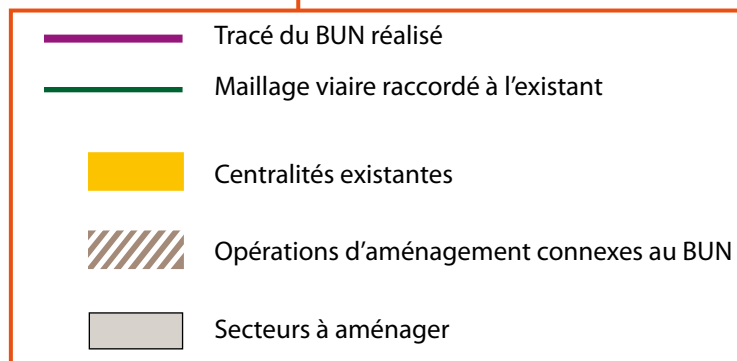 Tracé du BUN réalisé
Maillage viaire raccordé à l’existant
Centralités existantes
Opérations d’aménagement connexes au BUN
Secteurs à aménager